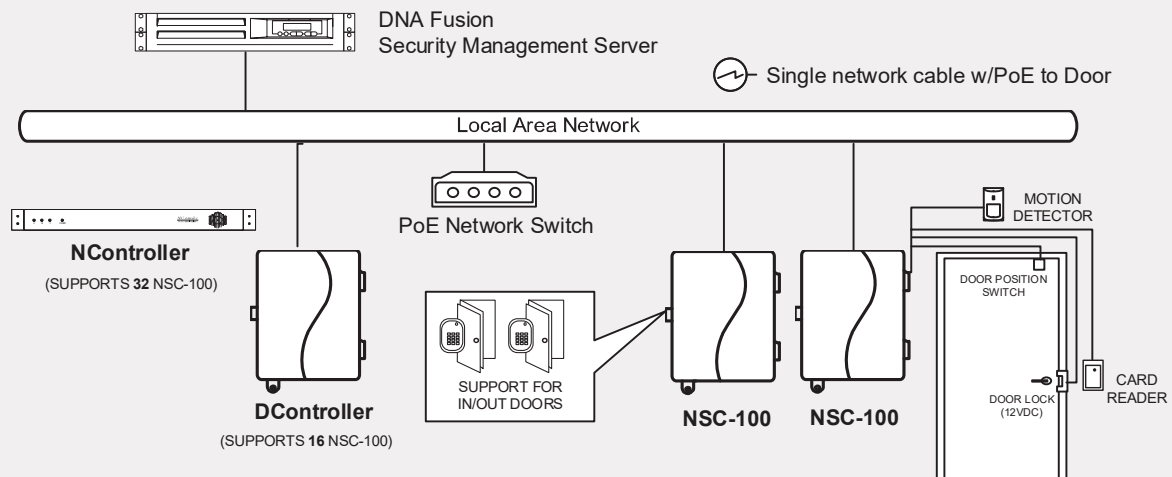 DNA Fusion
Security Management Server
Single network cable w/PoE to Door
Local Area Network
NController
(SUPPORTS 32 NSC-100)
PoE Network Switch
DController
(SUPPORTS 16 NSC-100)
SUPPORT FOR
IN/OUT DOORS
NSC-100
NSC-100
MOTION
DETECTOR
DOOR POSITION
SWITCH
DOOR LOCK
(12VDC)
CARD
READER